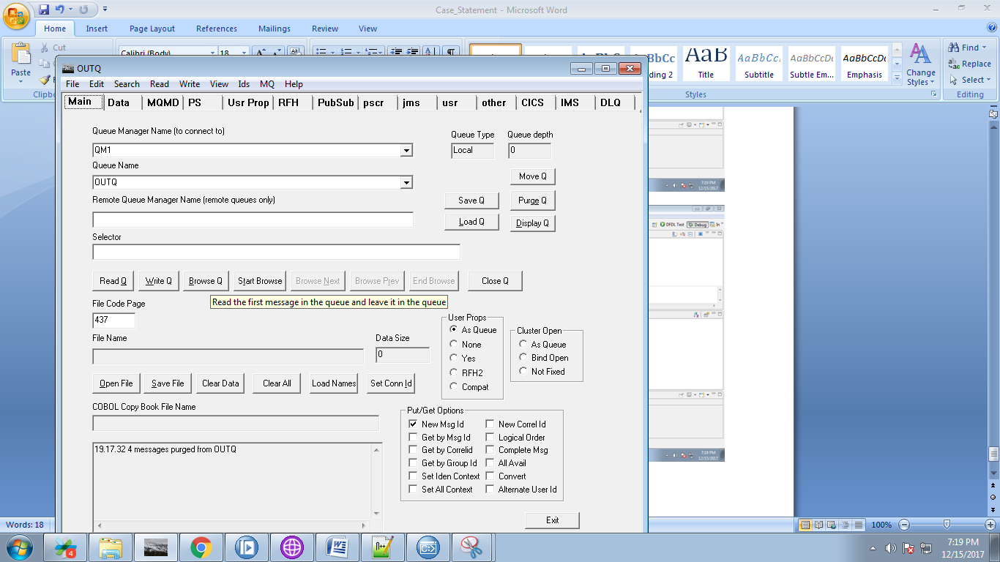 Case_Statement - Microsoft Word
Home Insert Page Layout References Mailings Review View
Paste
Cut
Calibri (Body) 18
Title
Subtitle
Subtle Em...
Emphasis
Change Styles
Styles
Find
Replace
Select
Editing
OUTQ
File Edit Search Read Write View Ids MQ Help
Main Data MQMD PS Usr Prop RFH PubSub pscr jms usr other CICS IMS DLQ
Queue Manager Name (to connect to)
QM1
Queue Type Queue depth
Local 0
Queue Name
OUTQ
Move Q
Remote Queue Manager Name (remote queues only)
Save Q Purge Q
Load Q Display Q
Selector
Read Q Write Q Browse Q Start Browse Browse Next Browse Prev End Browse Close Q
Read the first message in the queue and leave it in the queue
File Code Page
437
File Name
Data Size
0
User Props
As Queue
None
Yes
RFH2
Compat
Cluster Open
As Queue
Bind Open
Not Fixed
Open File Save File Clear Data Clear All Load Names Set Conn Id
COBOL Copy Book File Name
Put/Get Options
New Msg Id New Correl Id
Get by Msg Id Logical Order
Get by Correlid Complete Msg
Get by Group Id All Avail
Set Iden Context Convert
Set All Context Alternate User Id
19.17.32 4 messages purged from OUTQ
Exit
DFDL Test Debug
7:19 PM
12/15/2017
7:19 PM
12/15/2017
Words: 18
100%
4
7:19 PM
12/15/2017